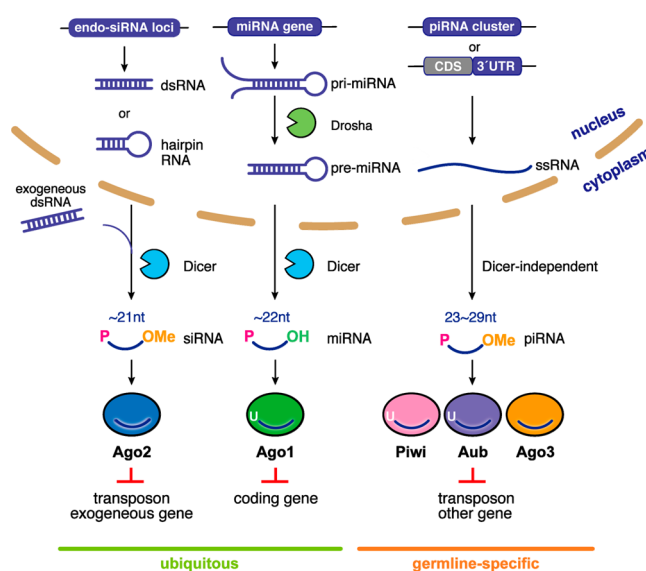 endo-siRNA loci
miRNA gene
piRNA cluster
or
CDS 3´UTR
dsRNA
pri-miRNA
or
Drosha
nucleus
hairpin
RNA
pre-miRNA
ssRNA
cytoplasm
exogeneous
dsRNA
Dicer
Dicer
Dicer-independent
~21nt
~22nt
23~29nt
P OMe siRNA
P OH miRNA
P OMe piRNA
U
U
U
Ago2
Ago1
Piwi
Aub
Ago3
transposon
exogeneous gene
coding gene
transposon
other gene
ubiquitous
germline-specific